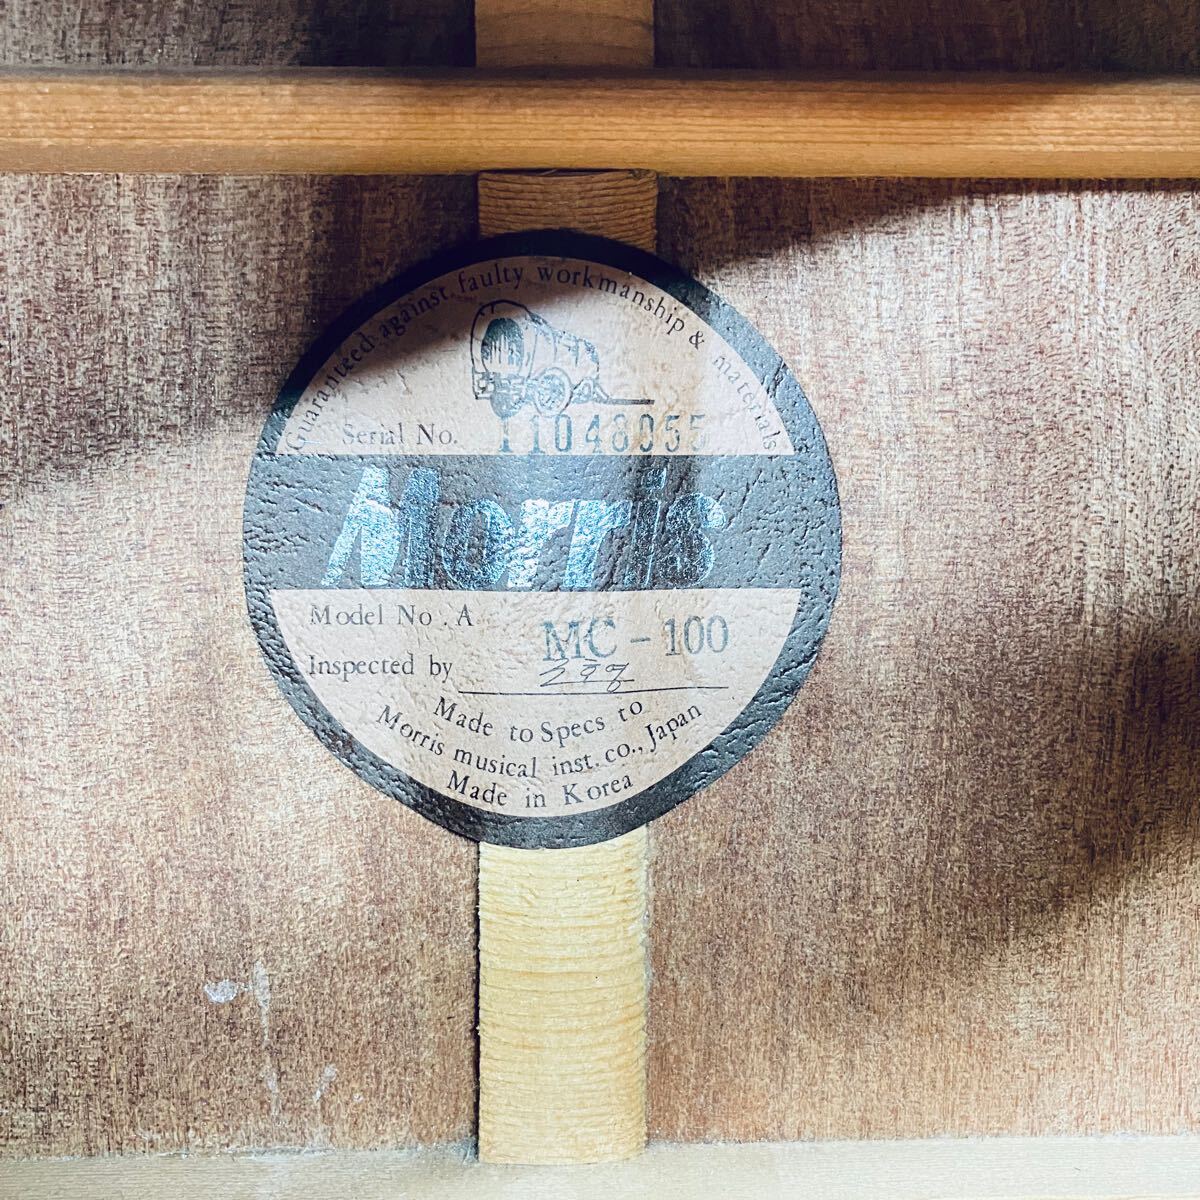 Guaranteed against faulty workmanship & materials
Serial No. 11048955
Morris
Model No. A MC-100
Inspected by
Made to Specs to
Morris musical inst. co., Japan
Made in Korea